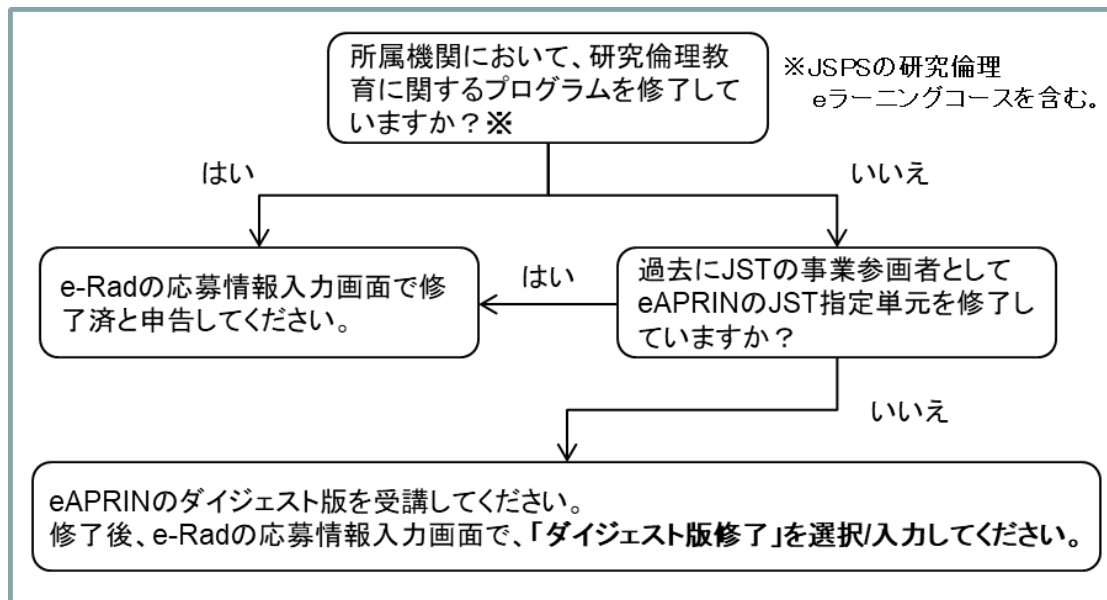 所属機関において、研究倫理教
育に関するプログラムを修了して
いますか？※
※JSPSの研究倫理
eラーニングコースを含む。
はい
いいえ
e-Radの応募情報入力画面で修
了済と申告してください。
はい
過去にJSTの事業参画者として
eAPRINのJST指定単元を修了し
ていますか？
いいえ
eAPRINのダイジェスト版を受講してください。
修了後、e-Radの応募情報入力画面で、「ダイジェスト版修了」を選択/入力してください。